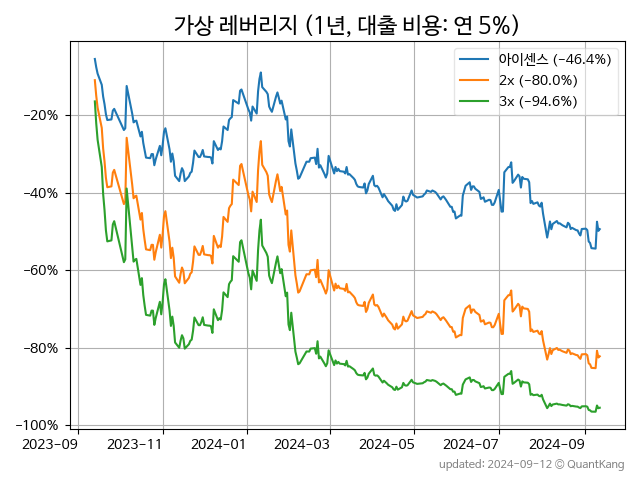 가상 레버리지 (1년, 대출 비용: 연 5%)
아이센스 (−46.4%)
2x (−80.0%)
3x (−94.6%)
−20%
−40%
−60%
−80%
−100%
2023-09 2023-11 2024-01 2024-03 2024-05 2024-07 2024-09
updated: 2024-09-12 © QuantKang